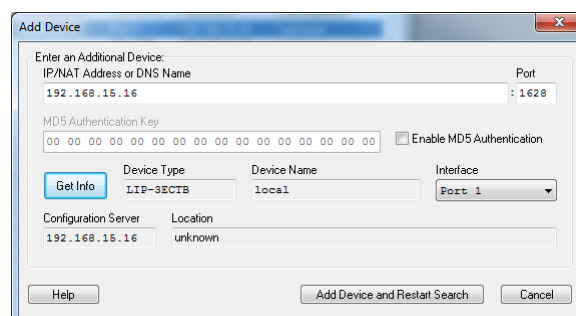 Add Device
Enter an Additional Device:
IP/NAT Address or DNS Name Port
192.168.15.16 : 1628
MD5 Authentication Key
00 00 00 00 00 00 00 00 00 00 00 00 00 00 00 00 Enable MD5 Authentication
Device Type Device Name Interface
Get Info LIP-3ECTB local Port 1
Configuration Server Location
192.168.15.16 unknown
Help Add Device and Restart Search Cancel